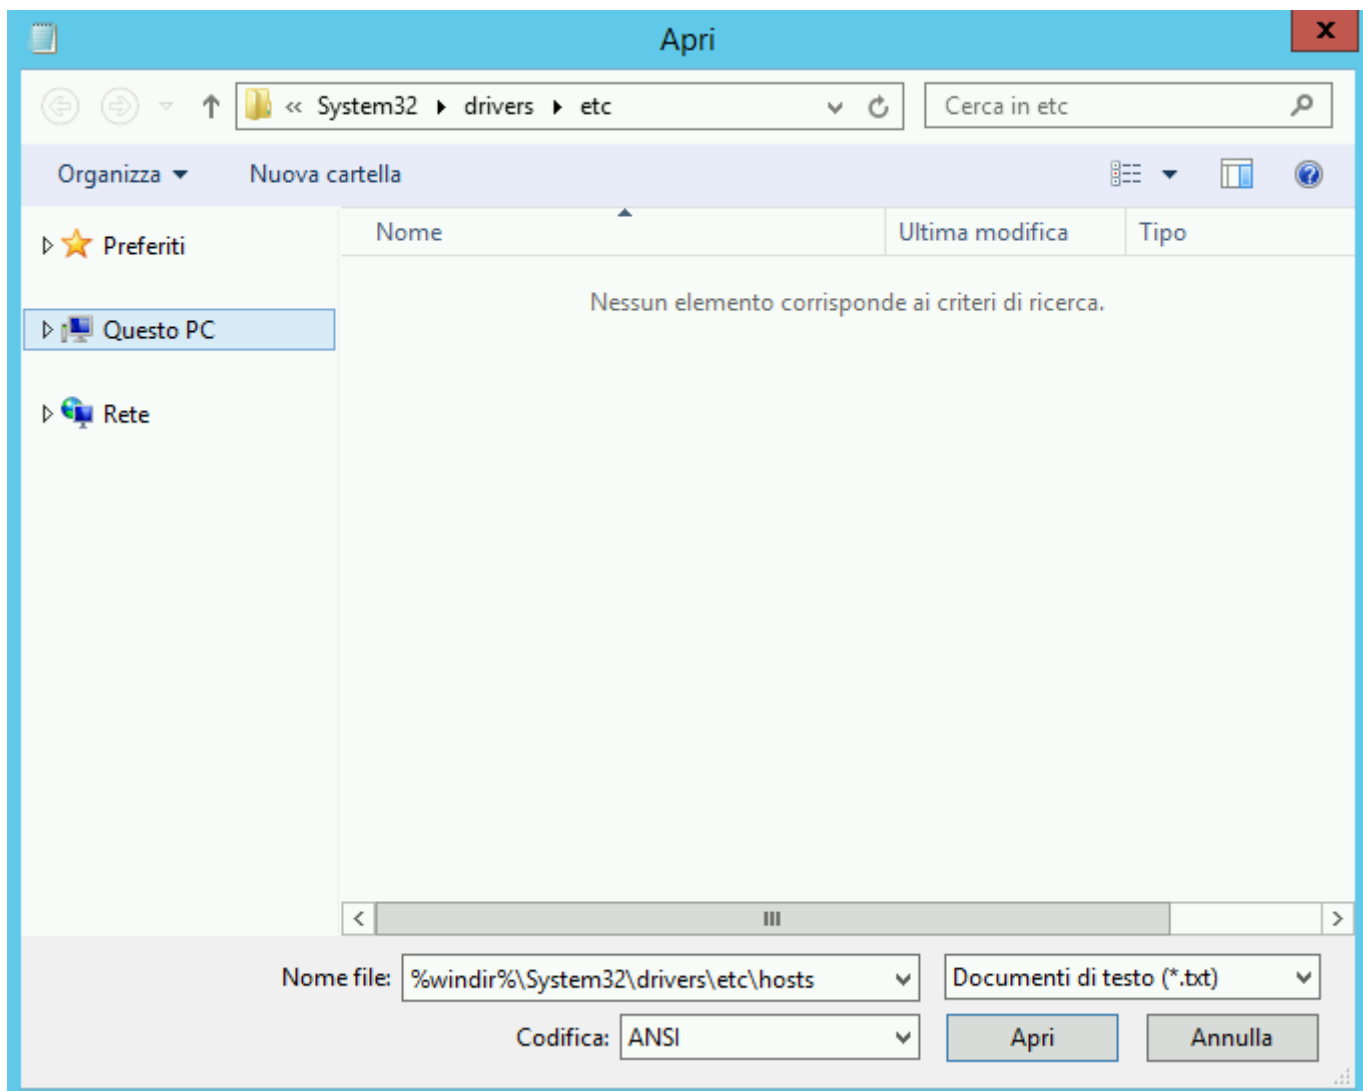 Apri
x
« System32 drivers etc
Cerca in etc
Organizza Nuova cartella
Nome Ultima modifica Tipo
Preferiti
Nessun elemento corrisponde ai criteri di ricerca.
Questo PC
Rete
Nome file: %windir%\System32\drivers\etc\hosts Documenti di testo (*.txt)
Codifica: ANSI Apri Annulla